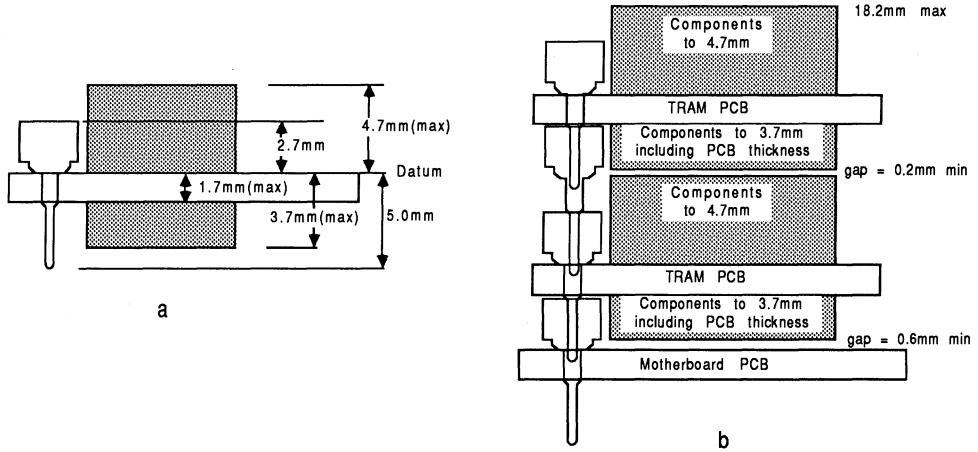 4.7mm(max)
2.7mm
Datum
1.7mm(max)
3.7mm(max)
5.0mm
a
18.2mm max
Components
to 4.7mm
TRAM PCB
Components to 3.7mm
including PCB thickness
gap = 0.2mm min
Components
to 4.7mm
TRAM PCB
Components to 3.7mm
including PCB thickness
gap = 0.6mm min
Motherboard PCB
b